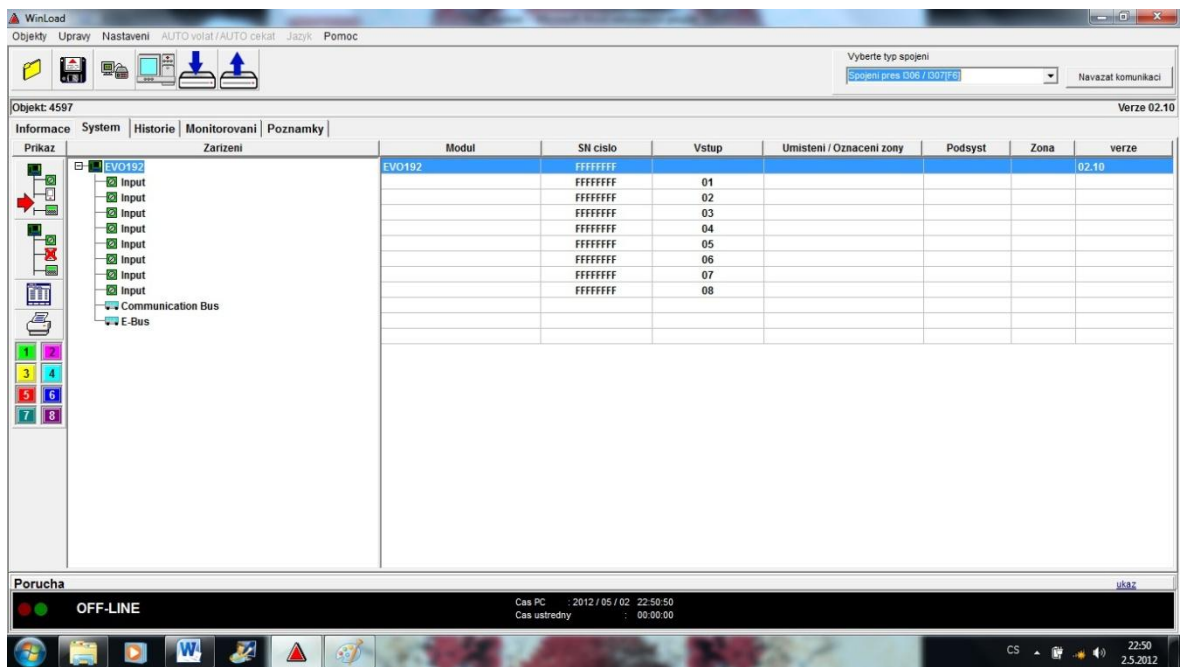 WinLoad
Objekty Upravy Nastaveni AUTO volat / AUTO cekat Jazyk Pomoc
Vyberte typ spojeni
Spojeni pres I306 / I307[F6]
Navazat komunikaci
Objekt: 4597
Verze 02.10
Informace System Historie Monitorovani Poznamky
Prikaz Zarizeni Modul SN cislo Vstup Umisteni / Oznaceni zony Podsyst Zona verze
EVO192 EVO192 FFFFFFFF 02.10
Input FFFFFFFF 01
Input FFFFFFFF 02
Input FFFFFFFF 03
Input FFFFFFFF 04
Input FFFFFFFF 05
Input FFFFFFFF 06
Input FFFFFFFF 07
Input FFFFFFFF 08
Communication Bus
E-Bus
1 2
3 4
5 6
7 8
Porucha
ukaz
OFF-LINE
Cas PC : 2012 / 05 / 02 22:50:50
Cas ustredny : 00:00:00
CS
22:50
2.5.2012